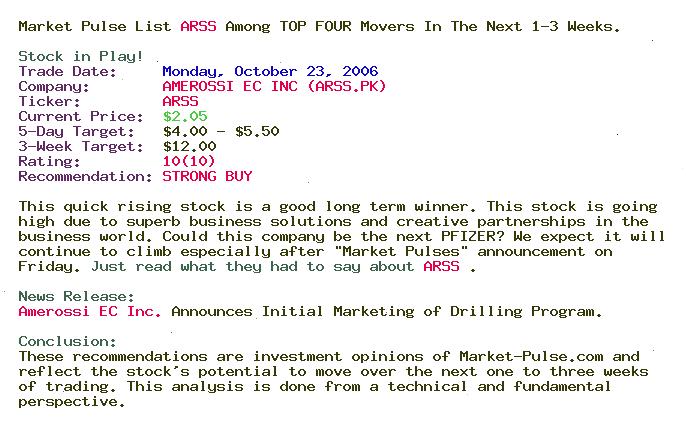 Market Pulse List ARSS Among TOP FOUR Movers In The Next 1-3 Weeks.
Stock in Play!
Trade Date: Monday, October 23, 2006
Company: AMEROSSI EC INC (ARSS.PK)
Ticker: ARSS
Current Price: $2.05
5-Day Target: $4.00 - $5.50
3-Week Target: $12.00
Rating: 10(10)
Recommendation: STRONG BUY
This quick rising stock is a good long term winner. This stock is going
high due to superb business solutions and creative partnerships in the
business world. Could this company be the next PFIZER? We expect it will
continue to climb especially after "Market Pulses" announcement on
Friday. Just read what they had to say about ARSS .
News Release:
Amerossi EC Inc. Announces Initial Marketing of Drilling Program.
Conclusion:
These recommendations are investment opinions of Market-Pulse.com and
reflect the stock's potential to move over the next one to three weeks
of trading. This analysis is done from a technical and fundamental
perspective.